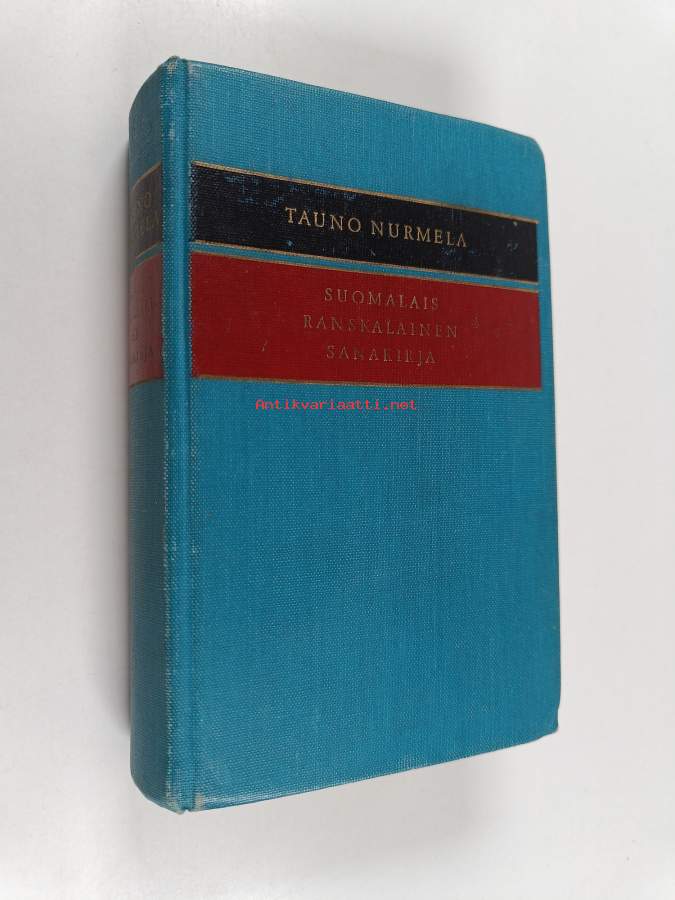 TAUNO NURMELA
SUOMALAIS
RANSKALAINEN
SANAKIRJA
Antikvariaatti.net